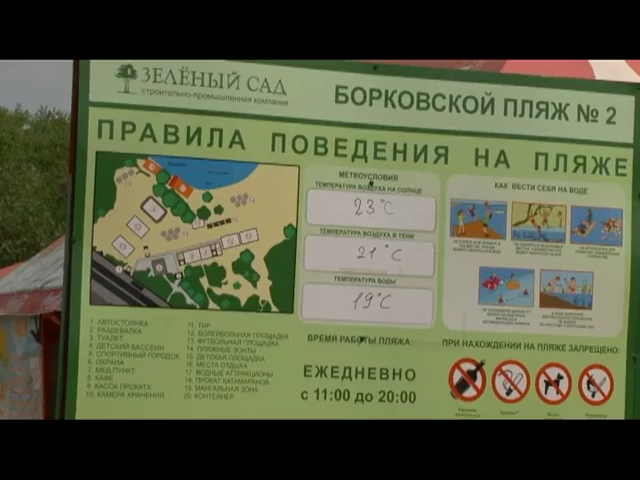 ЗЕЛЁНЫЙ САД
строительно-промышленная компания
БОРКОВСКОЙ ПЛЯЖ № 2
ПРАВИЛА ПОВЕДЕНИЯ НА ПЛЯЖЕ
МЕТЕОУСЛОВИЯ
ТЕМПЕРАТУРА ВОЗДУХА НА СОЛНЦЕ
23°C
ТЕМПЕРАТУРА ВОЗДУХА В ТЕНИ
21°C
ТЕМПЕРАТУРА ВОДЫ
19°C
КАК ВЕСТИ СЕБЯ НА ВОДЕ
1. АВТОСТОЯНКА
2. РАЗДЕВАЛКА
3. ТУАЛЕТ
4. ДЕТСКИЙ БАССЕЙН
5. СПОРТИВНЫЙ ГОРОДОК
6. ОХРАНА
7. МЕД.ПУНКТ
8. КАФЕ
9. КАССА ПРОКАТА
10. КАМЕРА ХРАНЕНИЯ
11. ТИР
12. ВОЛЕЙБОЛЬНАЯ ПЛОЩАДКА
13. ФУТБОЛЬНАЯ ПЛОЩАДКА
14. ПЛЯЖНЫЕ ЗОНТЫ
15. ДЕТСКАЯ ПЛОЩАДКА
16. МЕСТА ОТДЫХА
17. ВОДНЫЕ АТТРАКЦИОНЫ
18. ПРОКАТ КАТАМАРАНОВ
19. МАНГАЛЬНАЯ ЗОНА
20. КОНТЕЙНЕР
ВРЕМЯ РАБОТЫ ПЛЯЖА:
ЕЖЕДНЕВНО
с 11:00 до 20:00
ПРИ НАХОЖДЕНИИ НА ПЛЯЖЕ ЗАПРЕЩЕНО: